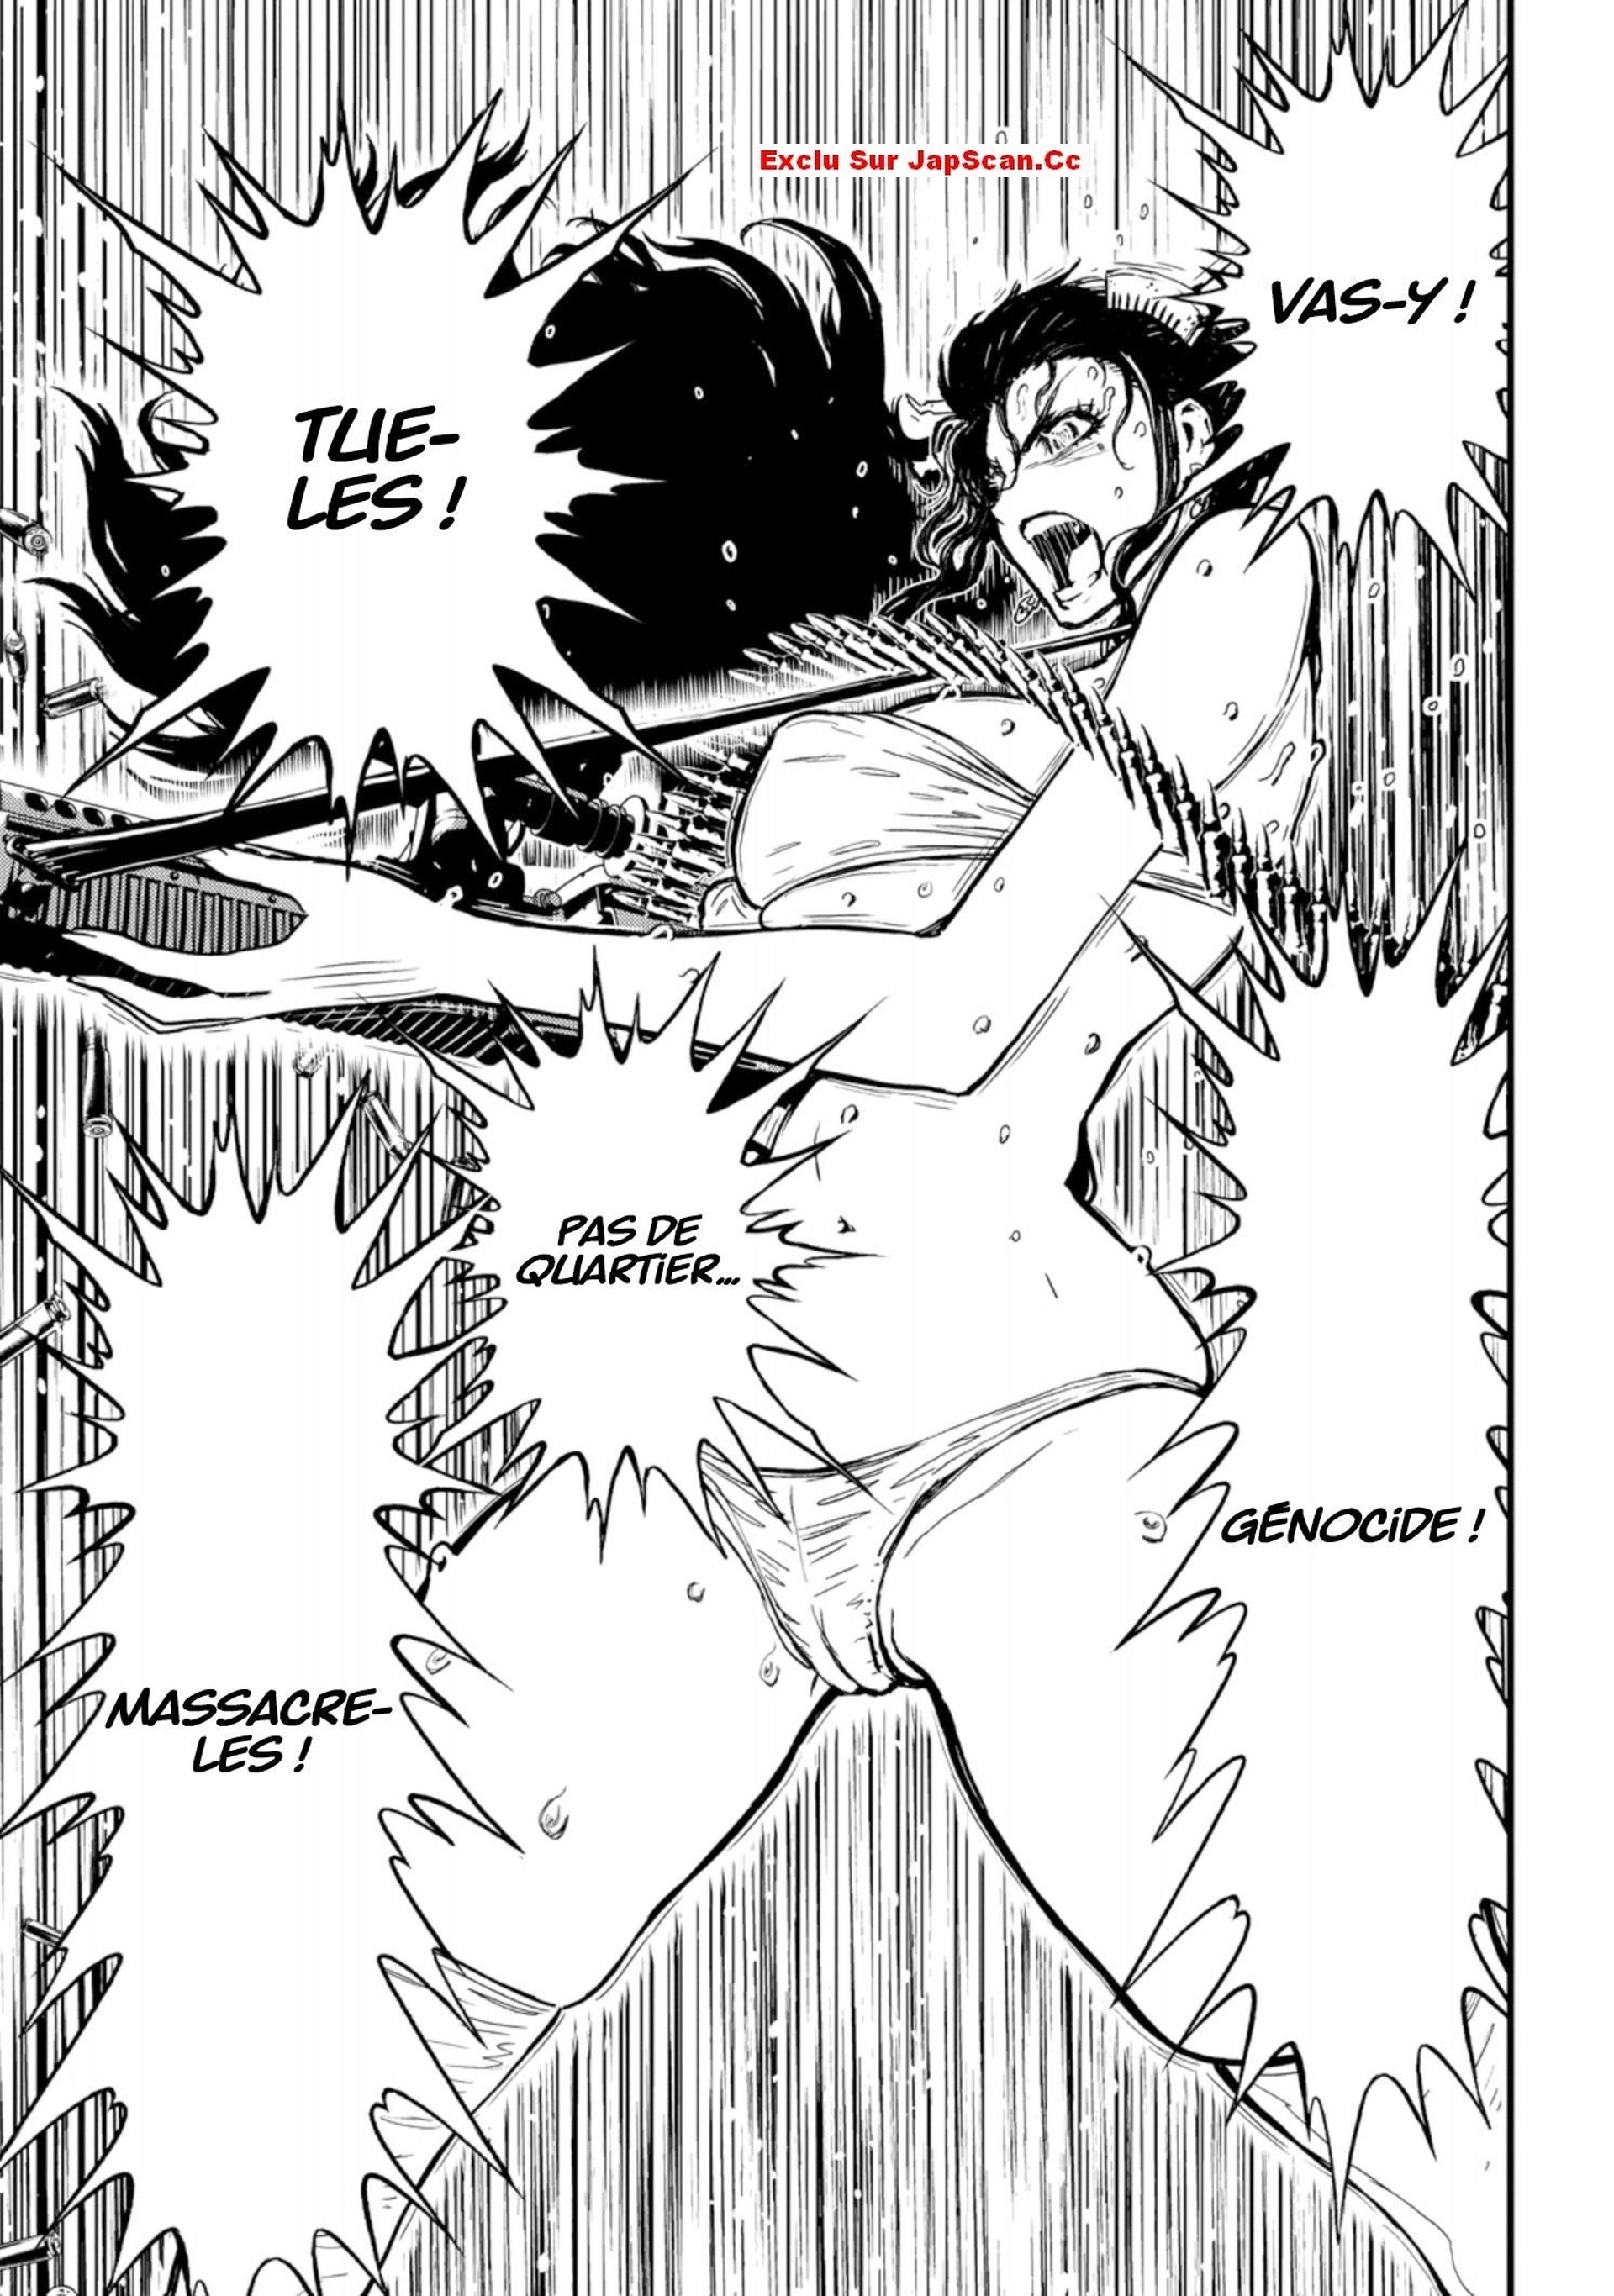 Exclu Sur JapScan.Cc
VAS-Y !
TUE-
LES !
GÉNOCiDE !
PAS DE
QUARTiER...
MASSACRE-
LES !